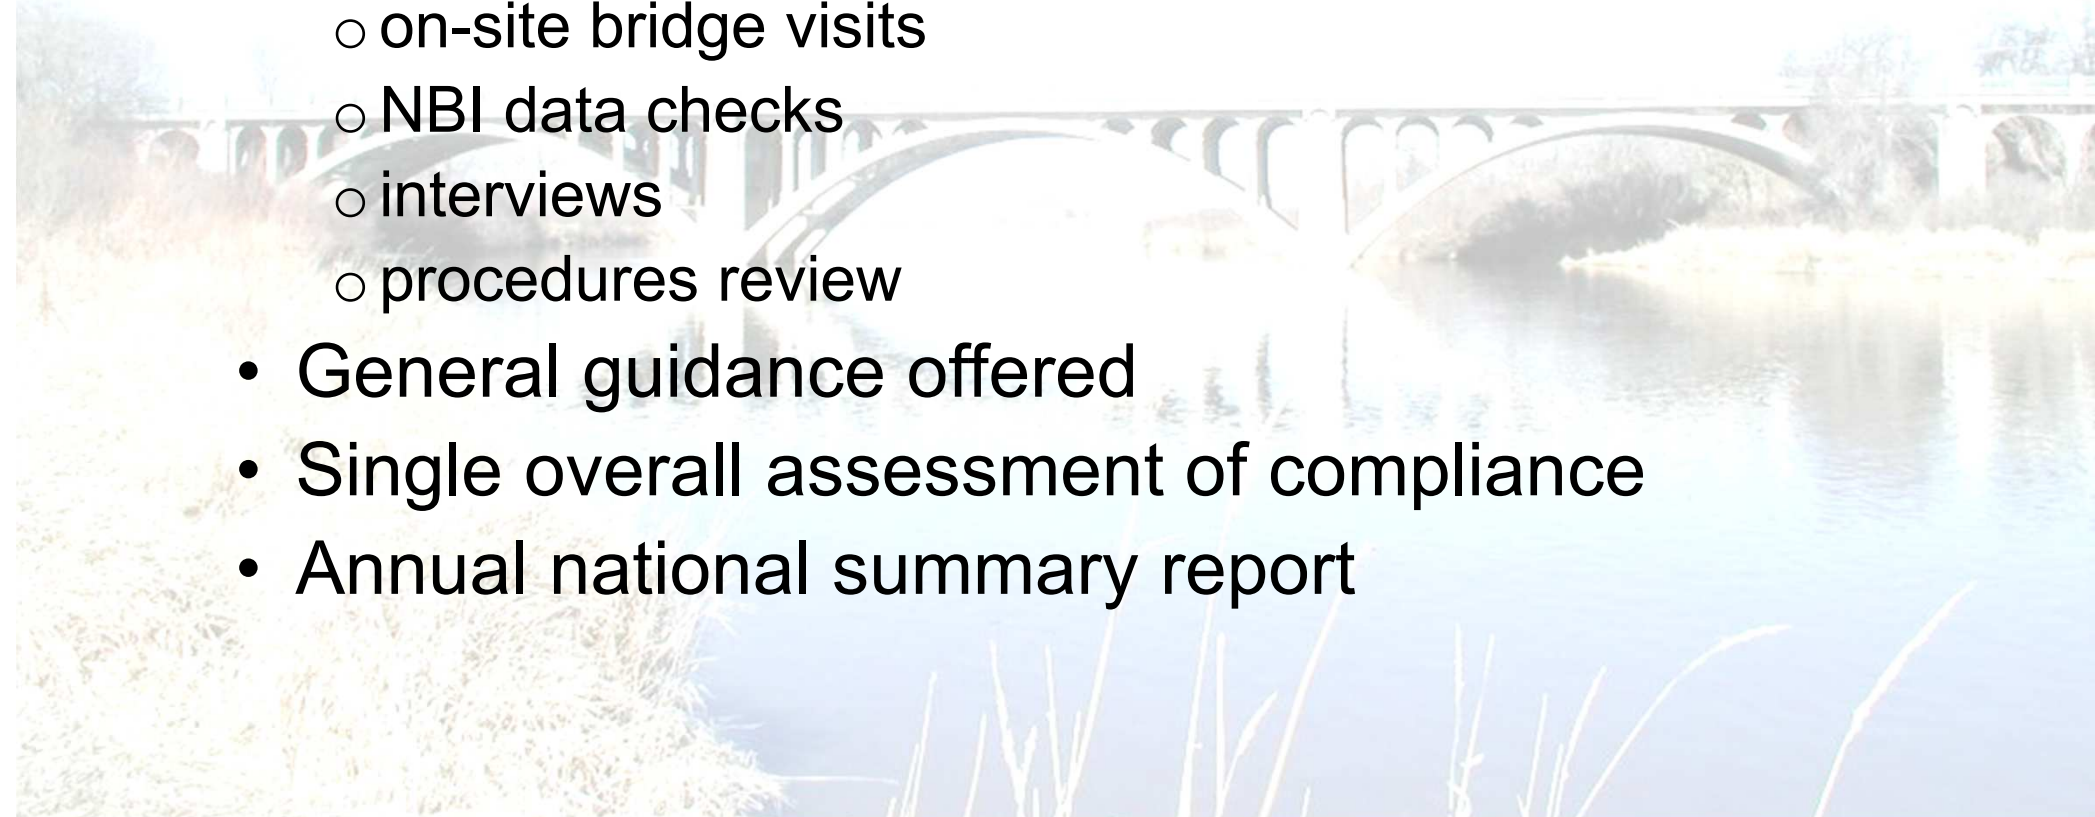 o on-site bridge visits
o NBI data checks
o interviews
o procedures review
• General guidance offered
• Single overall assessment of compliance
• Annual national summary report